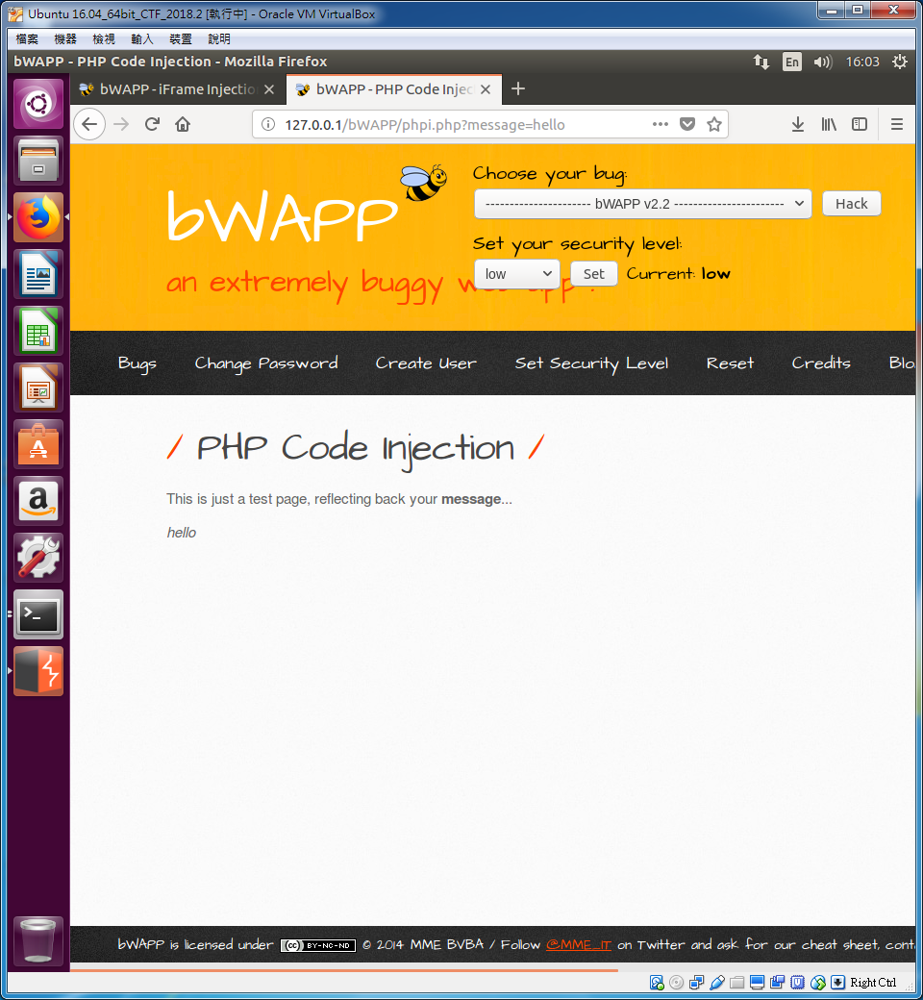 Ubuntu 16.04_64bit_CTF_2018.2 [執行中] - Oracle VM VirtualBox
檔案 機器 檢視 輸入 裝置 說明
bWAPP - PHP Code Injection - Mozilla Firefox En 16:03
bWAPP - iFrame Injectio bWAPP - PHP Code Injec
127.0.0.1/bWAPP/phpi.php?message=hello
bWAPP
Choose your bug:
---------------------- bWAPP v2.2 ----------------------- Hack
Set your security level:
low Set Current: low
an extremely buggy web app !
Bugs Change Password Create User Set Security Level Reset Credits Blo
/ PHP Code Injection /
This is just a test page, reflecting back your message...
hello
bWAPP is licensed under (cc) BY-NC-ND © 2014 MME BVBA / Follow @MME_IT on Twitter and ask for our cheat sheet, cont
Right Ctrl